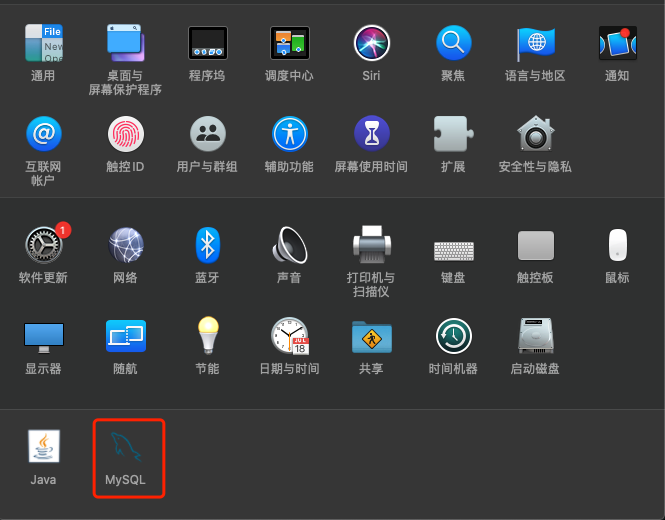 File
New
Ope
通用
桌面与
屏幕保护程序
程序坞
调度中心
Siri
聚焦
语言与地区
通知
@
互联网
帐户
触控 ID
用户与群组
辅助功能
屏幕使用时间
扩展
安全性与隐私
1
软件更新
网络
蓝牙
声音
打印机与
扫描仪
键盘
触控板
鼠标
显示器
随航
节能
JUL
18
日期与时间
共享
时间机器
启动磁盘
Java
MySQL